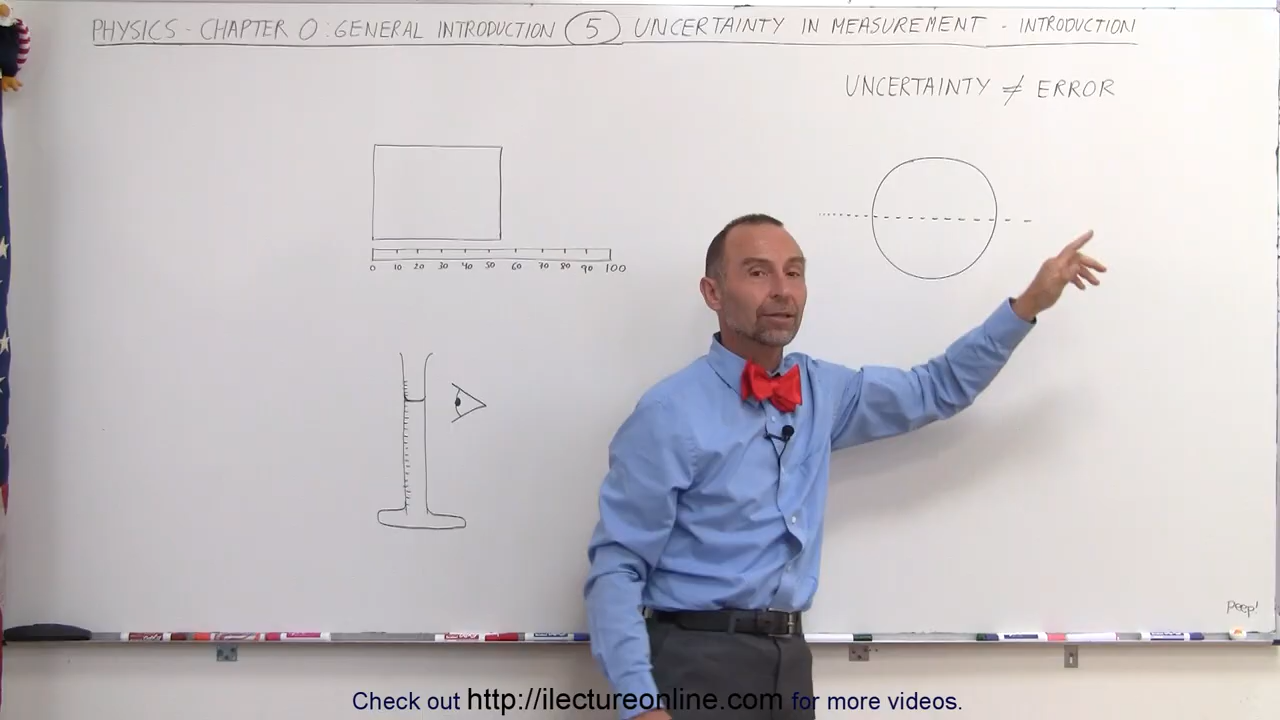 PHYSICS - CHAPTER 0: GENERAL INTRODUCTION 5 UNCERTAINTY IN MEASUREMENT - INTRODUCTION
UNCERTAINTY ≠ ERROR
0 10 20 30 40 50 60 70 80 90 100
peep!
Check out http://ilectureonline.com for more videos.